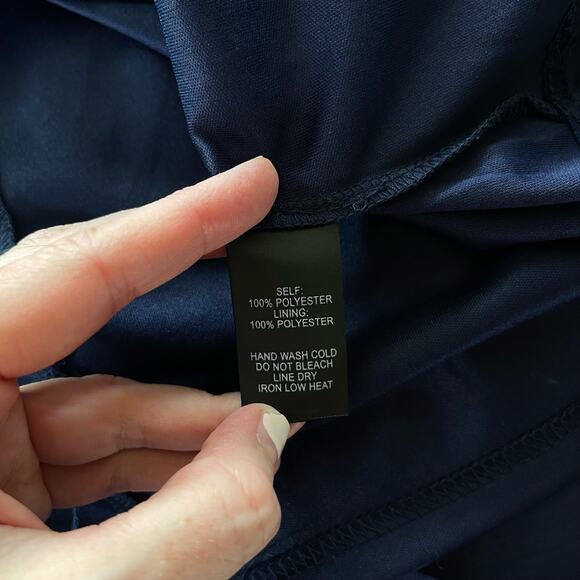 SELF:
100% POLYESTER
LINING:
100% POLYESTER
HAND WASH COLD
DO NOT BLEACH
LINE DRY
IRON LOW HEAT